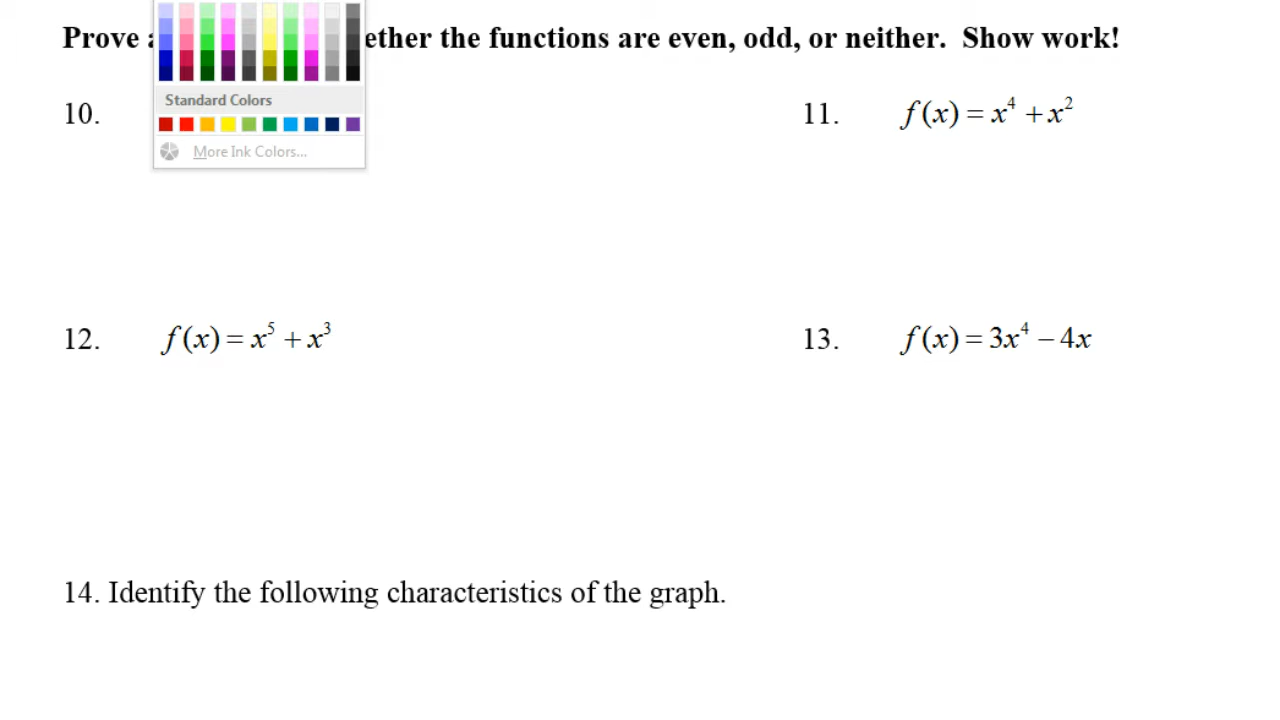 Prove ether the functions are even, odd, or neither. Show work!
Standard Colors
More Ink Colors...
10.
11. f(x) = x⁴ + x²
12. f(x) = x⁵ + x³
13. f(x) = 3x⁴ − 4x
14. Identify the following characteristics of the graph.